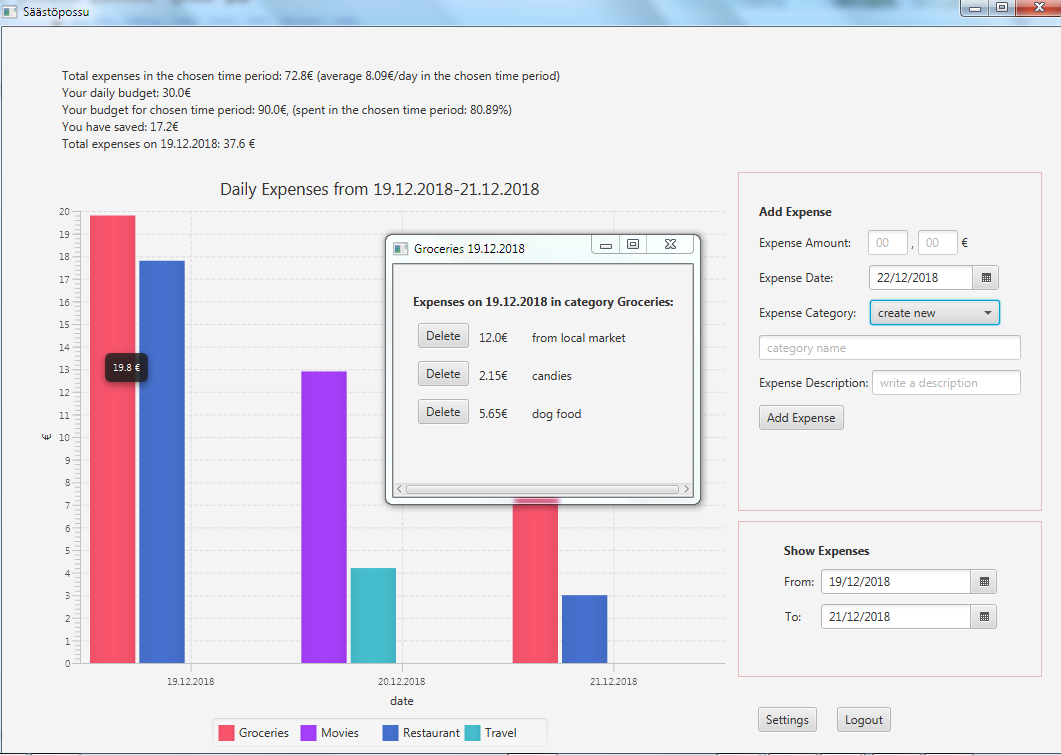 Säästöpossu
Total expenses in the chosen time period: 72.8€ (average 8.09€/day in the chosen time period)
Your daily budget: 30.0€
Your budget for chosen time period: 90.0€, (spent in the chosen time period: 80.89%)
You have saved: 17.2€
Total expenses on 19.12.2018: 37.6 €
Daily Expenses from 19.12.2018-21.12.2018
20
19
18
17
16
15
14
13
12
11
10
9
8
7
6
5
4
3
2
1
0
€
19.8 €
19.12.2018
20.12.2018
21.12.2018
date
Groceries Movies Restaurant Travel
Groceries 19.12.2018
Expenses on 19.12.2018 in category Groceries:
Delete 12.0€ from local market
Delete 2.15€ candies
Delete 5.65€ dog food
Add Expense
Expense Amount: 00 , 00 €
Expense Date: 22/12/2018
Expense Category: create new
category name
Expense Description: write a description
Add Expense
Show Expenses
From: 19/12/2018
To: 21/12/2018
Settings Logout